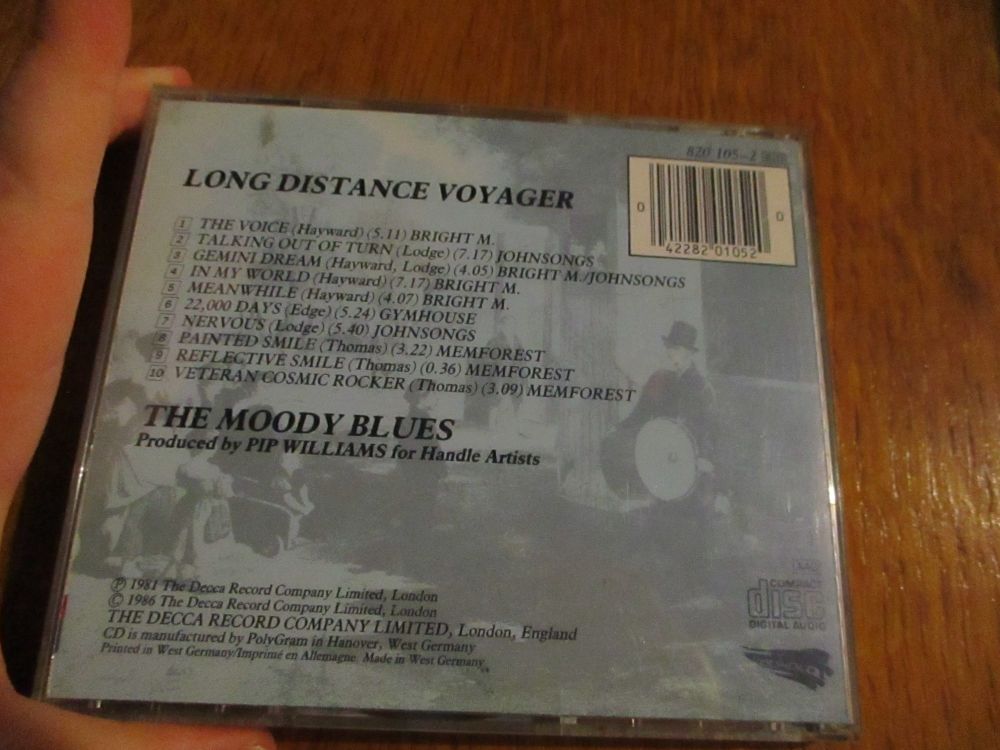 820 105-2
0 0
42282 01052
LONG DISTANCE VOYAGER
1 THE VOICE (Hayward) (5.11) BRIGHT M.
2 TALKING OUT OF TURN (Lodge) (7.17) JOHNSONGS
3 GEMINI DREAM (Hayward, Lodge) (4.05) BRIGHT M./JOHNSONGS
4 IN MY WORLD (Hayward) (7.17) BRIGHT M.
5 MEANWHILE (Hayward) (4.07) BRIGHT M.
6 22,000 DAYS (Edge) (5.24) GYMHOUSE
7 NERVOUS (Lodge) (5.40) JOHNSONGS
8 PAINTED SMILE (Thomas) (3.22) MEMFOREST
9 REFLECTIVE SMILE (Thomas) (0.36) MEMFOREST
10 VETERAN COSMIC ROCKER (Thomas) (3.09) MEMFOREST
THE MOODY BLUES
Produced by PIP WILLIAMS for Handle Artists
℗ 1981 The Decca Record Company Limited, London
© 1986 The Decca Record Company Limited, London
THE DECCA RECORD COMPANY LIMITED, London, England
CD is manufactured by PolyGram in Hanover, West Germany
Printed in West Germany/Imprimé en Allemagne. Made in West Germany
COMPACT
disc
DIGITAL AUDIO